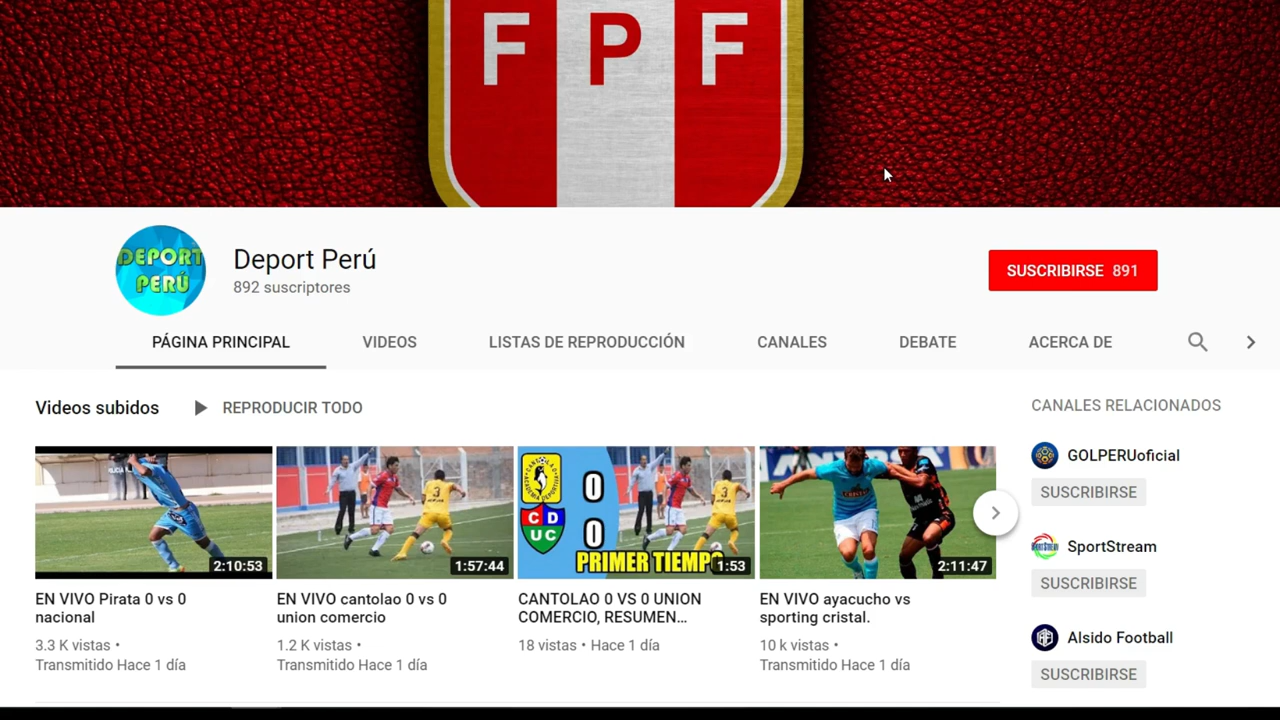 F P F
DEPORT
PERÚ
Deport Perú
892 suscriptores
SUSCRIBIRSE 891
PÁGINA PRINCIPAL
VIDEOS
LISTAS DE REPRODUCCIÓN
CANALES
DEBATE
ACERCA DE
Videos subidos
REPRODUCIR TODO
CANALES RELACIONADOS
2:10:53
EN VIVO Pirata 0 vs 0
nacional
3.3 K vistas •
Transmitido Hace 1 día
3
1:57:44
EN VIVO cantolao 0 vs 0
union comercio
1.2 K vistas •
Transmitido Hace 1 día
0
CD
UC
0
3
PRIMER TIEMPO
1:53
CANTOLAO 0 VS 0 UNION
COMERCIO, RESUMEN...
18 vistas • Hace 1 día
2:11:47
EN VIVO ayacucho vs
sporting cristal.
10 k vistas •
Transmitido Hace 1 día
GOLPERUoficial
SUSCRIBIRSE
SportStream
SUSCRIBIRSE
Alsido Football
SUSCRIBIRSE